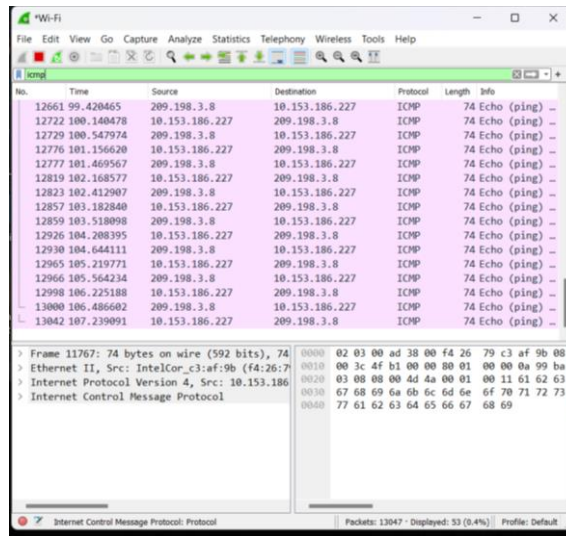 *Wi-Fi
File Edit View Go Capture Analyze Statistics Telephony Wireless Tools Help
icmp
No. Time Source Destination Protocol Length Info
12661 99.420465 209.198.3.8 10.153.186.227 ICMP 74 Echo (ping) …
12722 100.140478 10.153.186.227 209.198.3.8 ICMP 74 Echo (ping) …
12729 100.547974 209.198.3.8 10.153.186.227 ICMP 74 Echo (ping) …
12776 101.156620 10.153.186.227 209.198.3.8 ICMP 74 Echo (ping) …
12777 101.469567 209.198.3.8 10.153.186.227 ICMP 74 Echo (ping) …
12819 102.168577 10.153.186.227 209.198.3.8 ICMP 74 Echo (ping) …
12823 102.412907 209.198.3.8 10.153.186.227 ICMP 74 Echo (ping) …
12857 103.182840 10.153.186.227 209.198.3.8 ICMP 74 Echo (ping) …
12859 103.518098 209.198.3.8 10.153.186.227 ICMP 74 Echo (ping) …
12926 104.208395 10.153.186.227 209.198.3.8 ICMP 74 Echo (ping) …
12930 104.644111 209.198.3.8 10.153.186.227 ICMP 74 Echo (ping) …
12965 105.219771 10.153.186.227 209.198.3.8 ICMP 74 Echo (ping) …
12966 105.564234 209.198.3.8 10.153.186.227 ICMP 74 Echo (ping) …
12998 106.225188 10.153.186.227 209.198.3.8 ICMP 74 Echo (ping) …
13000 106.486602 209.198.3.8 10.153.186.227 ICMP 74 Echo (ping) …
13042 107.239091 10.153.186.227 209.198.3.8 ICMP 74 Echo (ping) …
> Frame 11767: 74 bytes on wire (592 bits), 74
> Ethernet II, Src: IntelCor_c3:af:9b (f4:26:7
> Internet Protocol Version 4, Src: 10.153.186
> Internet Control Message Protocol
0000 02 03 00 ad 38 00 f4 26 79 c3 af 9b 08
0010 00 3c 4f b1 00 00 80 01 00 00 0a 99 ba
0020 03 08 08 00 4d 4a 00 01 00 11 61 62 63
0030 67 68 69 6a 6b 6c 6d 6e 6f 70 71 72 73
0040 77 61 62 63 64 65 66 67 68 69
Internet Control Message Protocol: Protocol
Packets: 13047 · Displayed: 53 (0.4%)
Profile: Default